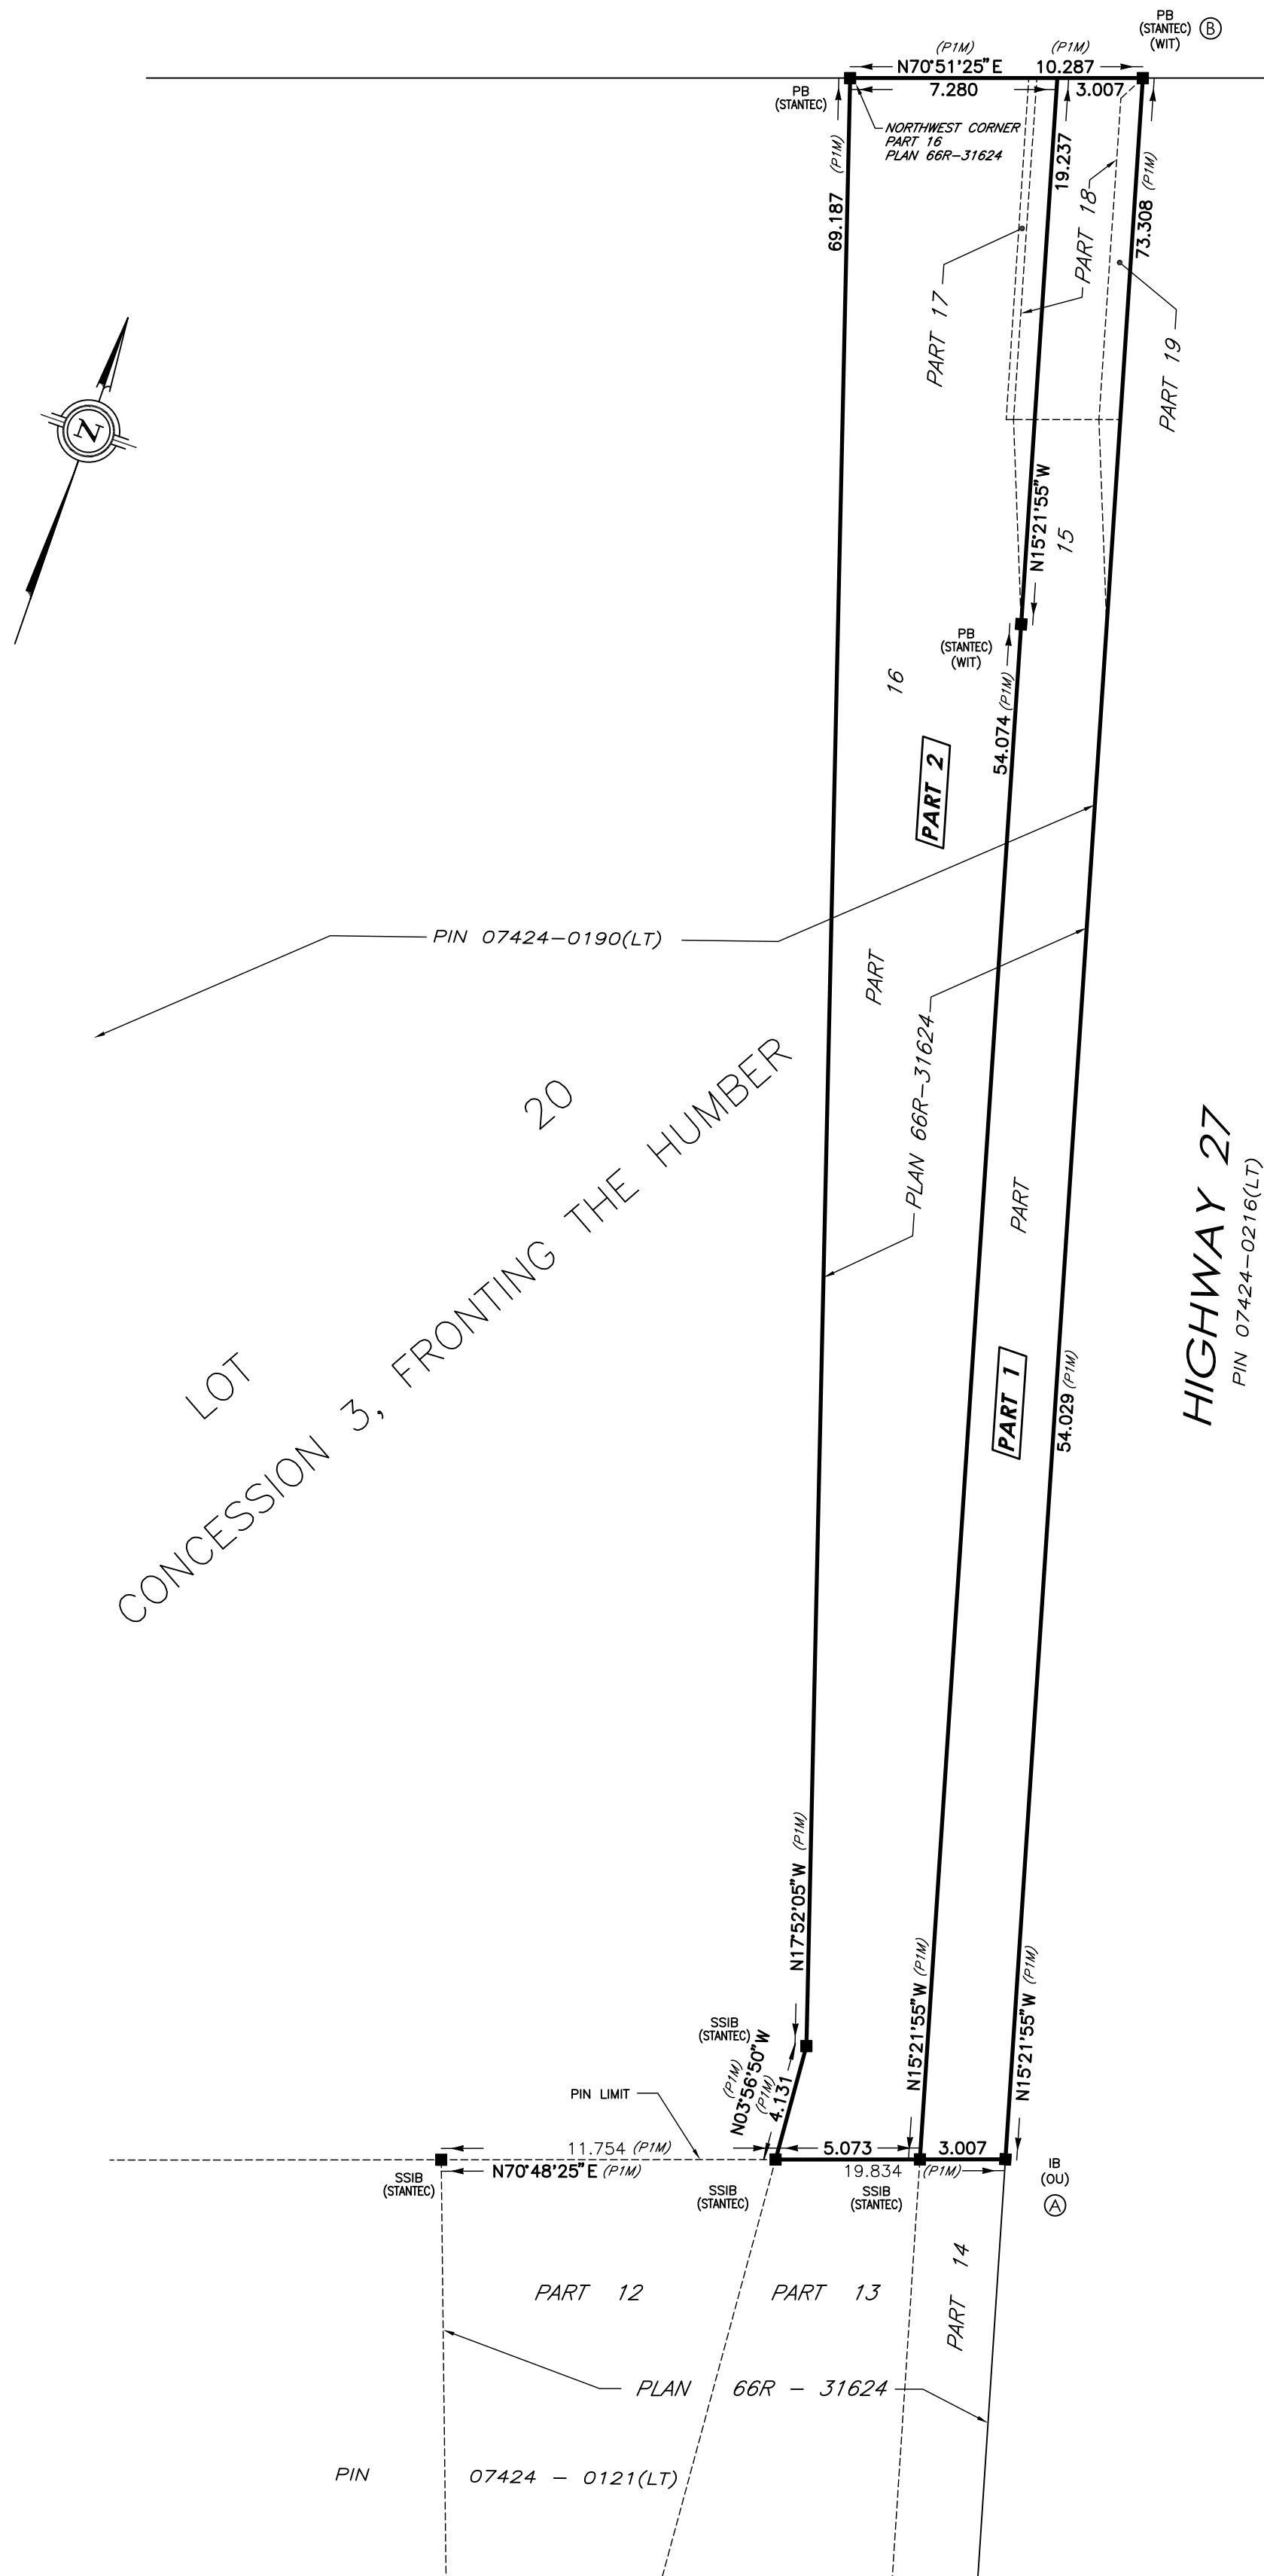 PB
(STANTEC) B
(WIT)
(P1M) (P1M)
N70°51'25"E 10.287
7.280 3.007
PB
(STANTEC)
NORTHWEST CORNER
PART 16
PLAN 66R-31624
69.187 (P1M)
19.237
73.308 (P1M)
PART 18
PART 17
PART 19
N
N15°21'55"W
15
PB
(STANTEC)
(WIT)
16
54.074 (P1M)
PART 2
PIN 07424-0190(LT)
PART
PLAN 66R-31624
LOT 20
CONCESSION 3, FRONTING THE HUMBER
PART
HIGHWAY 27
PIN 07424-0216(LT)
PART 1
54.029 (P1M)
N17°52'05"W (P1M)
N15°21'55"W (P1M)
N15°21'55"W (P1M)
SSIB
(STANTEC)
N03°56'50"W (P1M)
4.131 (P1M)
PIN LIMIT
11.754 (P1M)
5.073 3.007
N70°48'25"E (P1M)
19.834 (P1M)
SSIB
(STANTEC)
SSIB
(STANTEC)
SSIB
(STANTEC)
IB
(OU)
A
PART 12
PART 13
PART 14
PLAN 66R - 31624
PIN 07424 - 0121(LT)